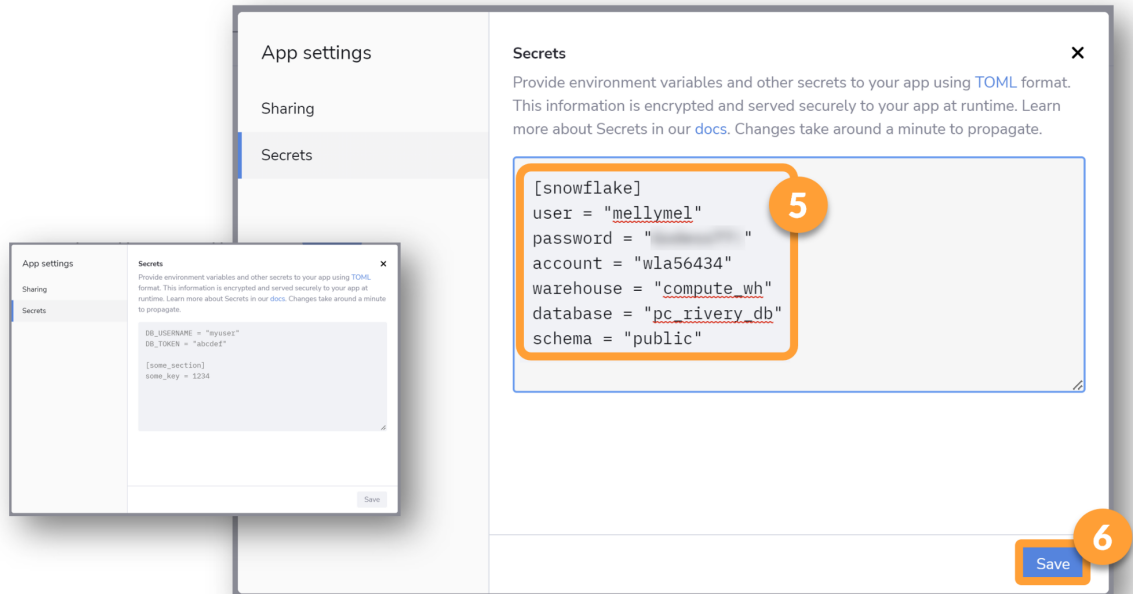 App settings
Sharing
Secrets
Secrets
Provide environment variables and other secrets to your app using TOML format.
This information is encrypted and served securely to your app at runtime. Learn
more about Secrets in our docs. Changes take around a minute to propagate.
[snowflake]
user = "mellymel"
password = " "
account = "wla56434"
warehouse = "compute_wh"
database = "pc_rivery_db"
schema = "public"
5
Save
6
App settings
Sharing
Secrets
Secrets
Provide environment variables and other secrets to your app using TOML
format. This information is encrypted and served securely to your app at
runtime. Learn more about Secrets in our docs. Changes take around a minute
to propagate.
DB_USERNAME = "myuser"
DB_TOKEN = "abcdef"
[some_section]
some_key = 1234
Save